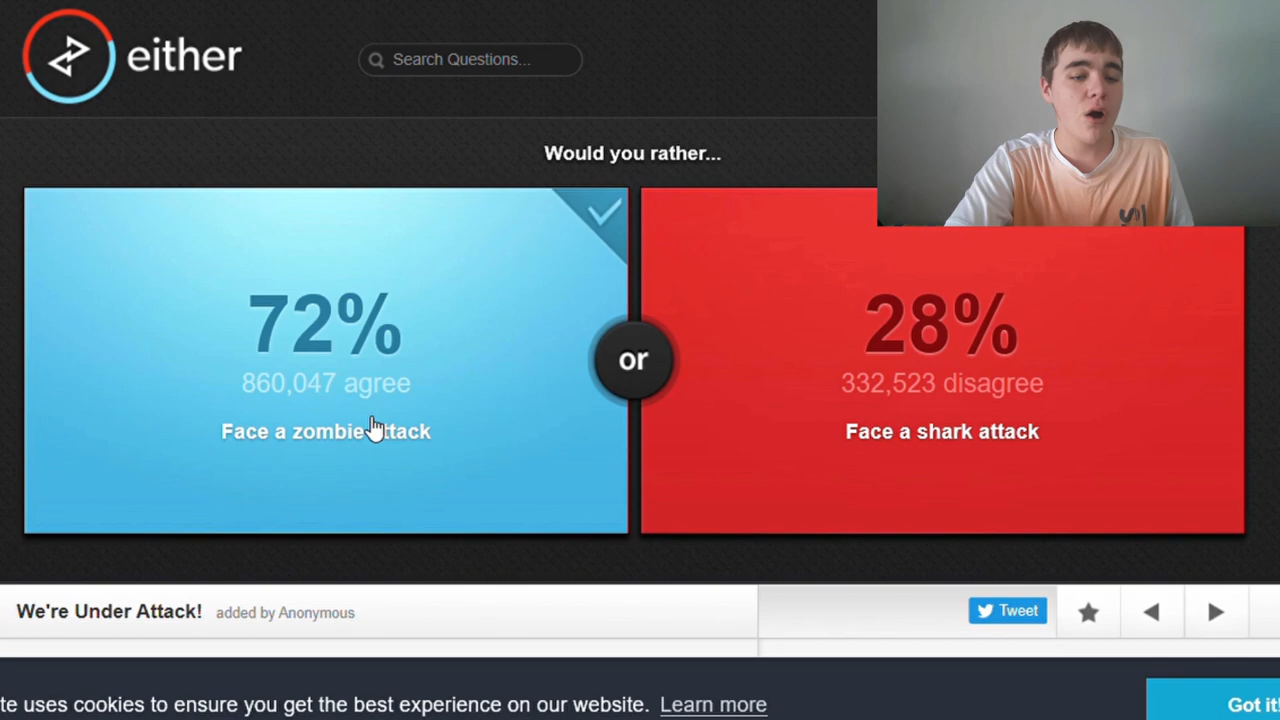 either
Search Questions...
Would you rather...
72%
860,047 agree
Face a zombie attack
or
28%
332,523 disagree
Face a shark attack
We're Under Attack! added by Anonymous
Tweet
te uses cookies to ensure you get the best experience on our website. Learn more
Got it!